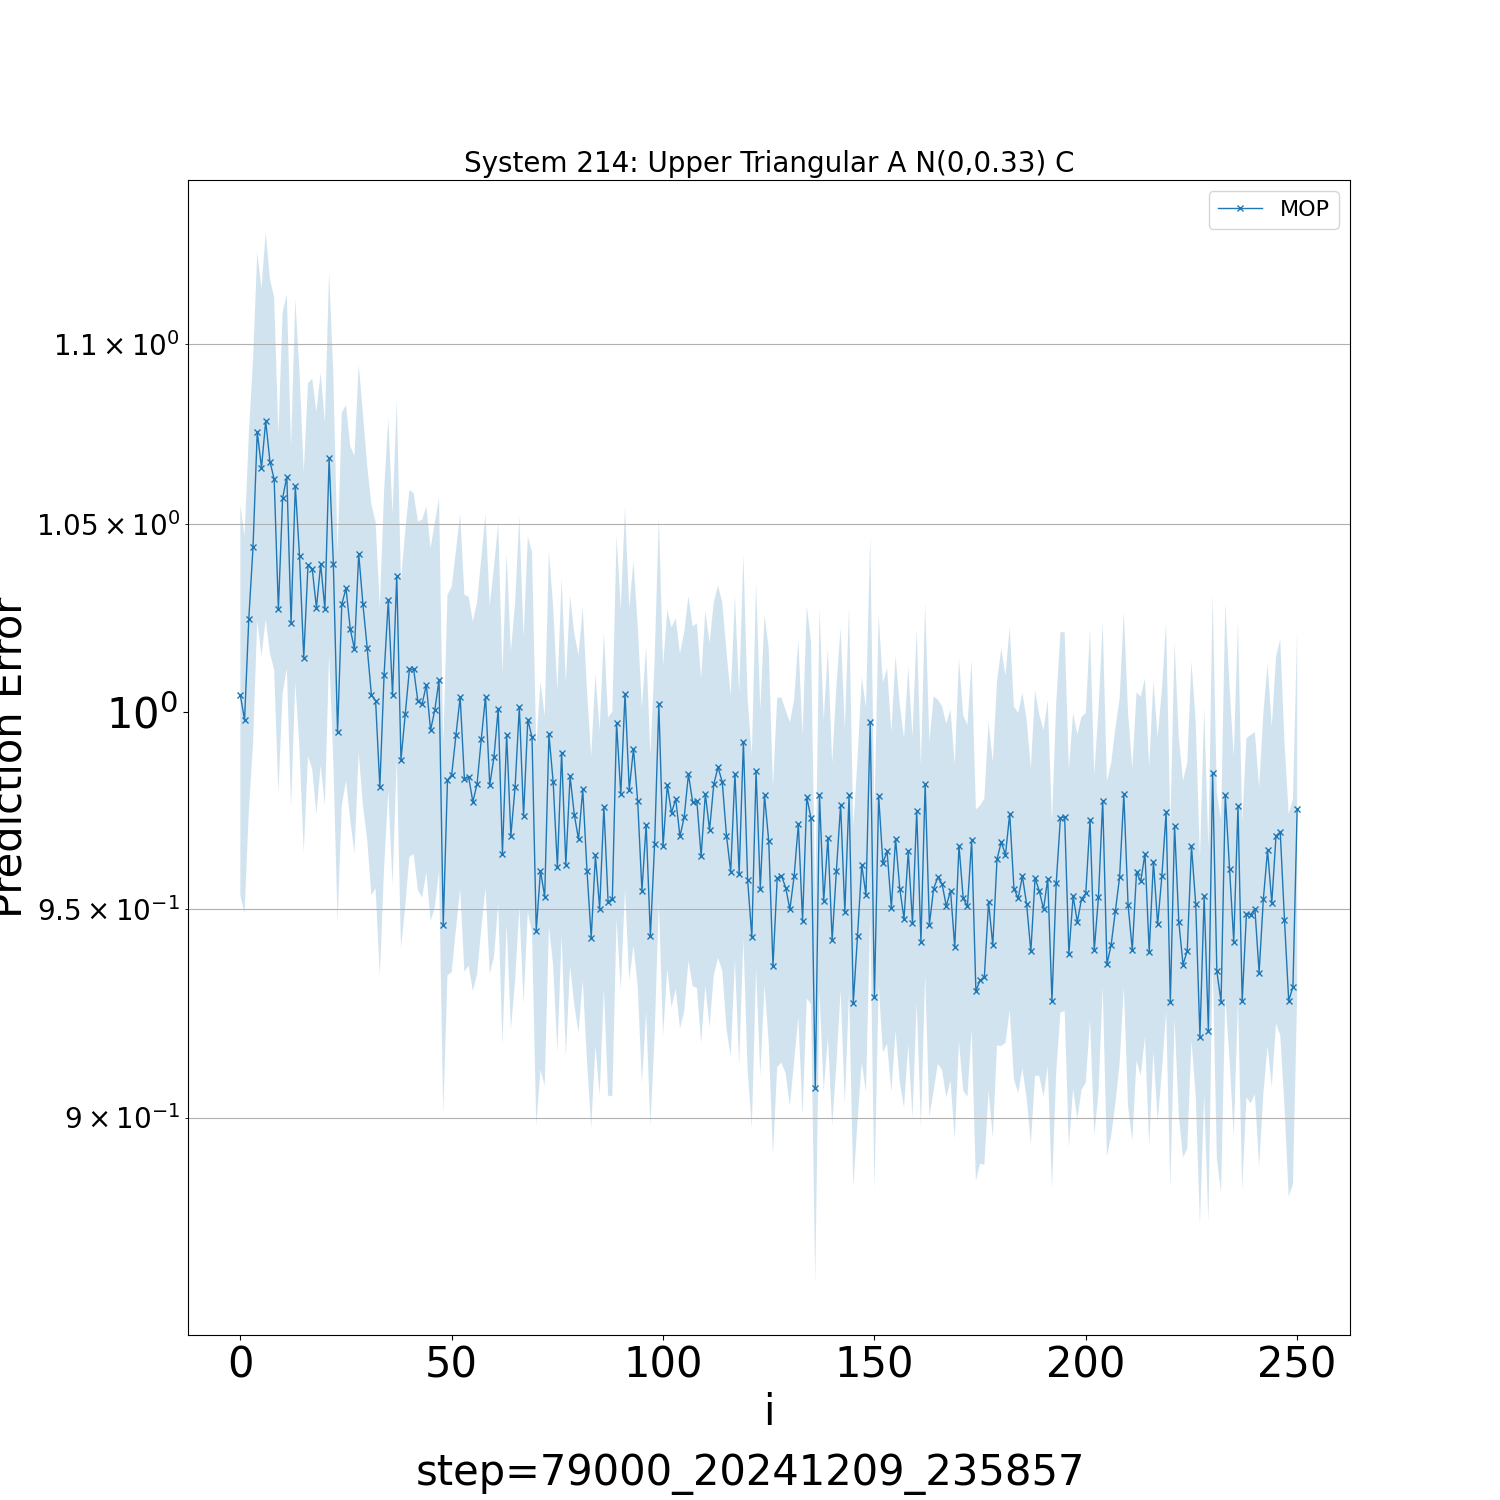 System 214: Upper Triangular A N(0,0.33) C
MOP
1.1 × 10⁰
1.05 × 10⁰
10⁰
9.5 × 10⁻¹
9 × 10⁻¹
Prediction Error
0 50 100 150 200 250
i
step=79000_20241209_235857